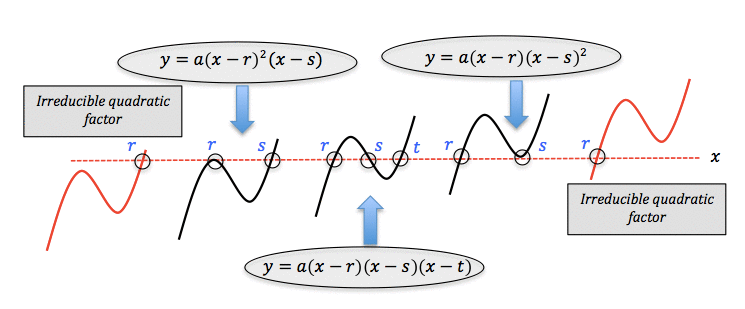 y = a(x − r)²(x − s)
y = a(x − r)(x − s)²
Irreducible quadratic
factor
r
r
s
r
s
t
r
s
r
x
Irreducible quadratic
factor
y = a(x − r)(x − s)(x − t)